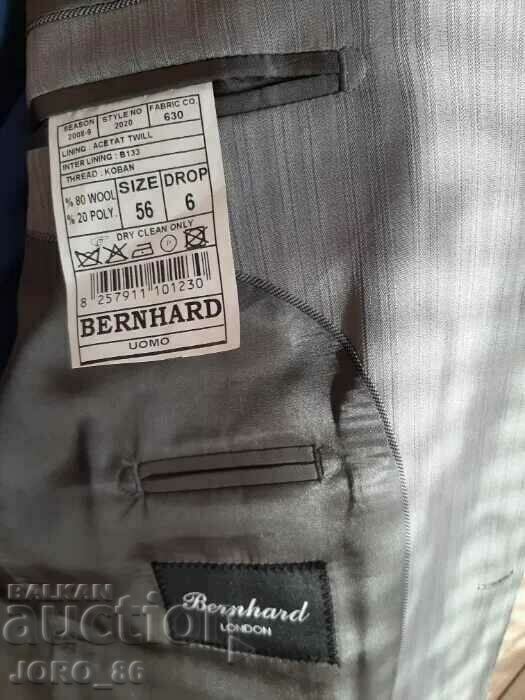 SEASON 2008-9 STYLE NO 2020 FABRIC CO. 630
LINING : ACETAT TWILL
INTER LINING : B133
THREAD : KOBAN
% 80 WOOL SIZE DROP
% 20 POLY. 56 6
DRY CLEAN ONLY
8 257911 101230
BERNHARD
UOMO
Bernhard
LONDON
BALKAN
auction
JORO_86